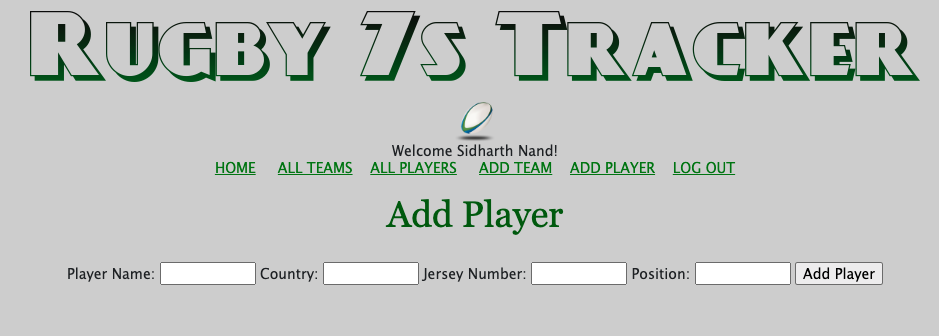 Rugby 7s Tracker
Welcome Sidharth Nand!
HOME ALL TEAMS ALL PLAYERS ADD TEAM ADD PLAYER LOG OUT
Add Player
Player Name: Country: Jersey Number: Position: Add Player